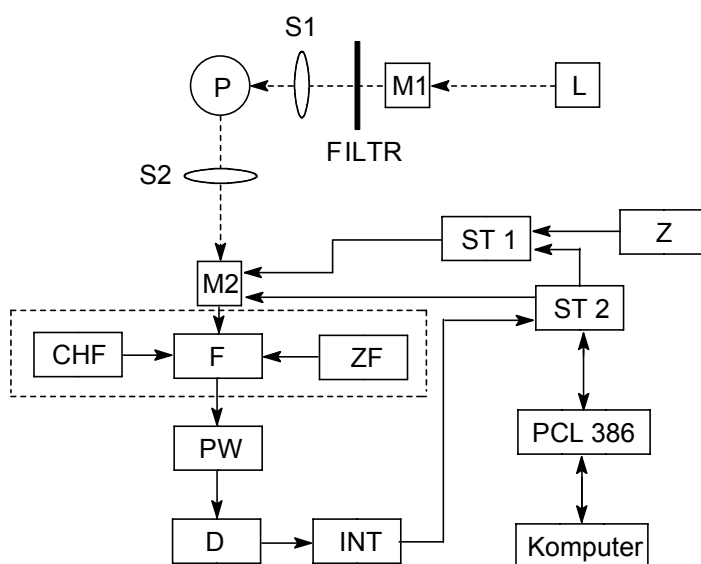 S1
P
M1
L
FILTR
S2
ST 1
Z
M2
ST 2
CHF
F
ZF
PW
PCL 386
D
INT
Komputer